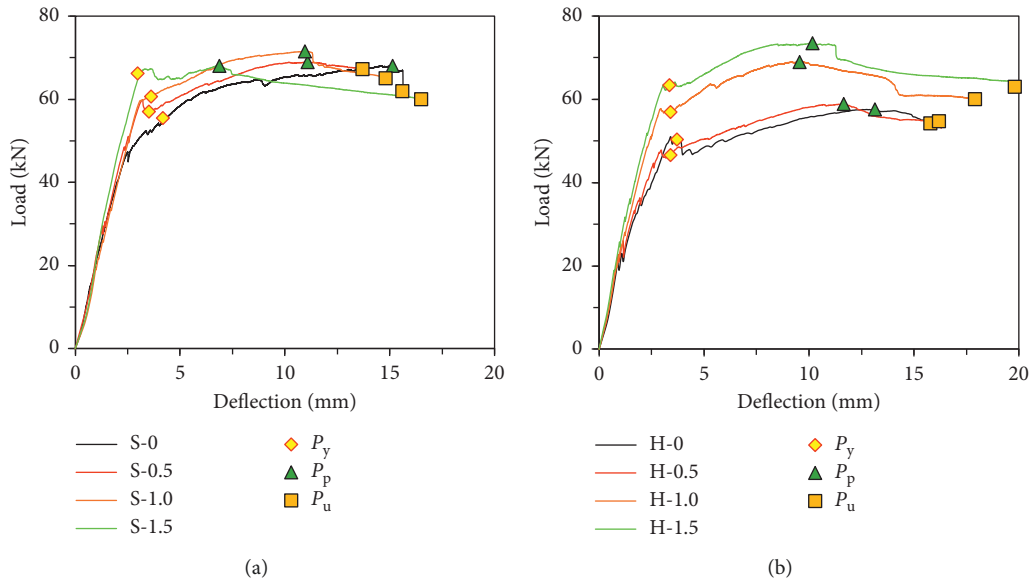 80
60
40
20
0
Load (kN)
0 5 10 15 20
Deflection (mm)
S-0
S-0.5
S-1.0
S-1.5
Py
Pp
Pu
(a)
80
60
40
20
0
Load (kN)
0 5 10 15 20
Deflection (mm)
H-0
H-0.5
H-1.0
H-1.5
Py
Pp
Pu
(b)